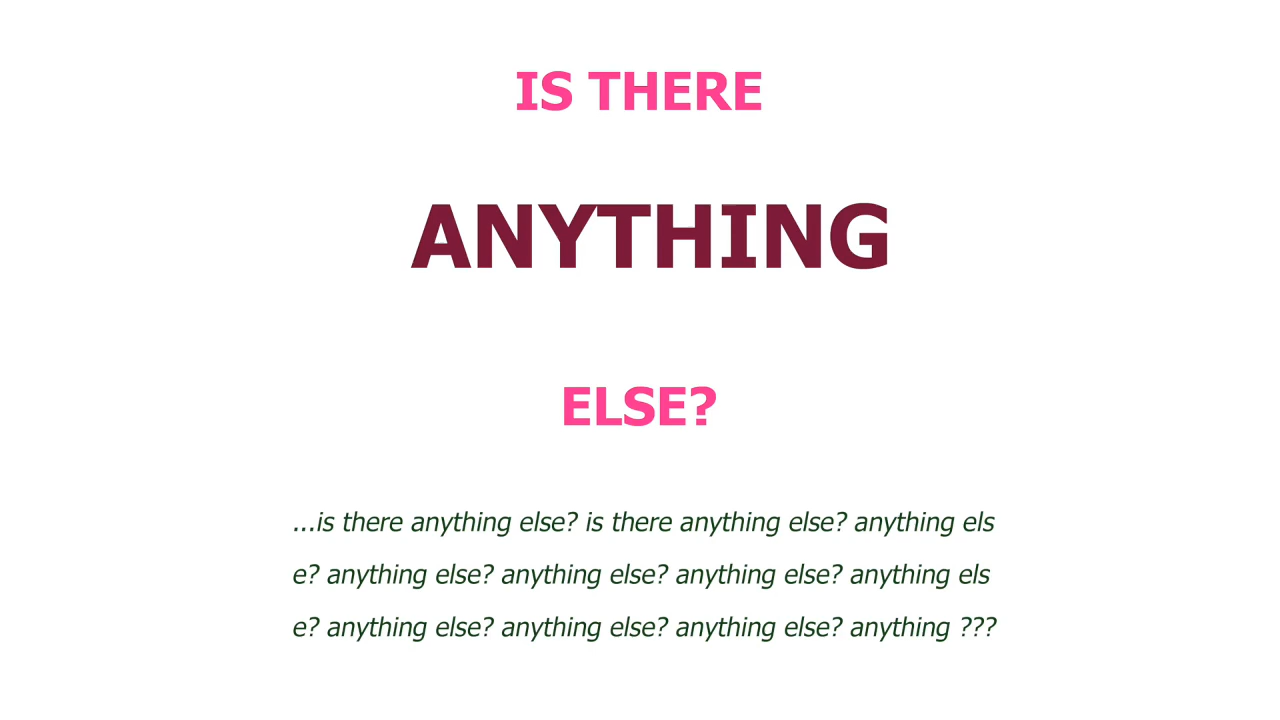 IS THERE
ANYTHING
ELSE?
...is there anything else? is there anything else? anything els
e? anything else? anything else? anything else? anything els
e? anything else? anything else? anything else? anything ???